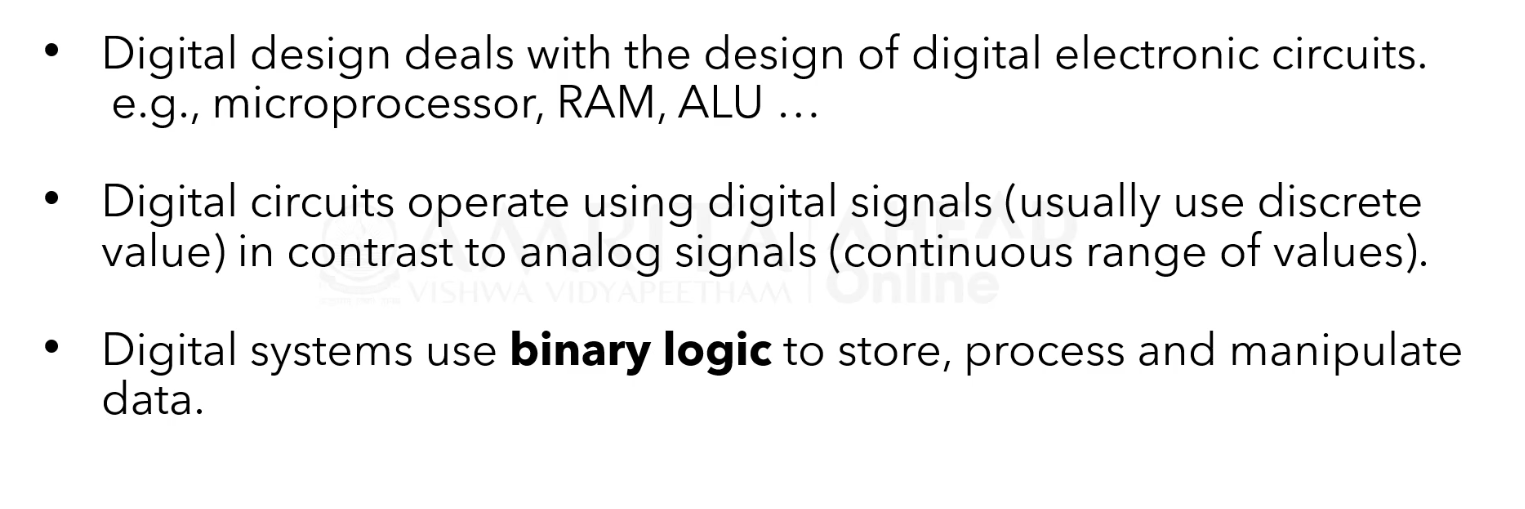 • Digital design deals with the design of digital electronic circuits.
e.g., microprocessor, RAM, ALU …
• Digital circuits operate using digital signals (usually use discrete
value) in contrast to analog signals (continuous range of values).
AMRITA AHEAD
VISHWA VIDYAPEETHAM Online
• Digital systems use binary logic to store, process and manipulate
data.